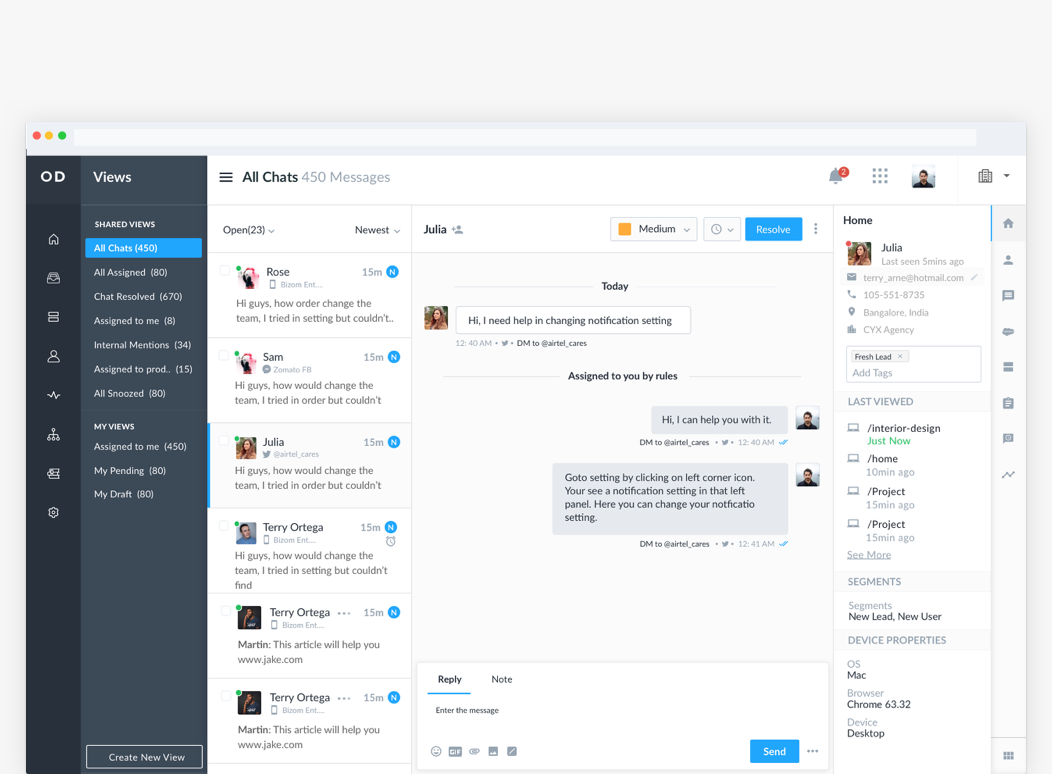 OD
Views
All Chats 450 Messages
2
SHARED VIEWS
All Chats (450)
All Assigned (80)
Chat Resolved (670)
Assigned to me (8)
Internal Mentions (34)
Assigned to prod.. (15)
All Snoozed (80)
MY VIEWS
Assigned to me (450)
My Pending (80)
My Draft (80)
Create New View
Open(23)
Newest
Rose
15m N
Bizom Ent....
Hi guys, how order change the
team, I tried in setting but couldn't..
Sam
15m N
Zomato FB
Hi guys, how would change the
team, I tried in order but couldn't
Julia
15m N
@airtel_cares
Hi guys, how would change the
team, I tried in order but couldn't
Terry Ortega
15m N
Bizom Ent....
Hi guys, how would change the
team, I tried in setting but couldn't
find
Terry Ortega
15m N
Bizom Ent....
Martin: This article will help you
www.jake.com
Terry Ortega
15m N
Bizom Ent....
Martin: This article will help you
www.jake.com
Julia
Medium
Resolve
Today
Hi, I need help in changing notification setting
12: 40 AM • • DM to @airtel_cares
Assigned to you by rules
Hi, I can help you with it.
DM to @airtel_cares • • 12: 40 AM
Goto setting by clicking on left corner icon.
Your see a notification setting in that left
panel. Here you can change your notficatio
setting.
DM to @airtel_cares • • 12: 41 AM
Reply
Note
Enter the message
GIF
Send
Home
Julia
Last seen 5mins ago
terry_arne@hotmail.com
105-551-8735
Bangalore, India
CYX Agency
Fresh Lead ×
Add Tags
LAST VIEWED
/interior-design
Just Now
/home
10min ago
/Project
15min ago
/Project
15min ago
See More
SEGMENTS
Segments
New Lead, New User
DEVICE PROPERTIES
OS
Mac
Browser
Chrome 63.32
Device
Desktop